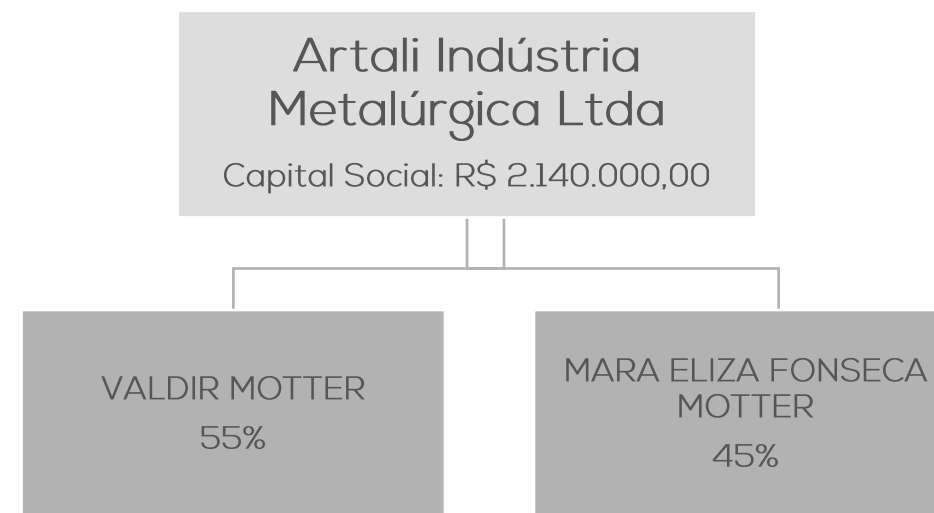 Artali Indústria
Metalúrgica Ltda
Capital Social: R$ 2.140.000,00
VALDIR MOTTER
55%
MARA ELIZA FONSECA
MOTTER
45%